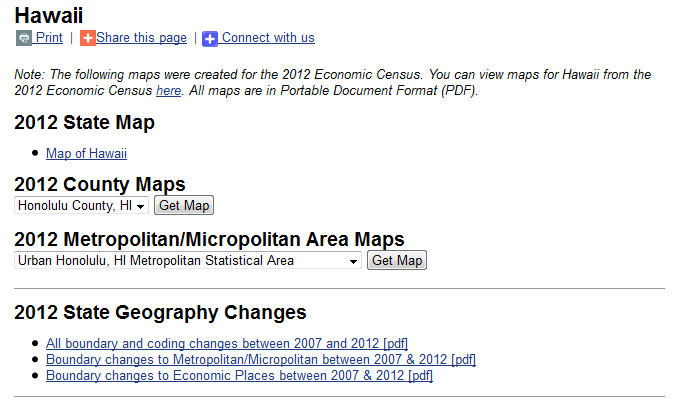 Hawaii
Print | Share this page | Connect with us
Note: The following maps were created for the 2012 Economic Census. You can view maps for Hawaii from the
2012 Economic Census here. All maps are in Portable Document Format (PDF).
2012 State Map
• Map of Hawaii
2012 County Maps
Honolulu County, HI Get Map
2012 Metropolitan/Micropolitan Area Maps
Urban Honolulu, HI Metropolitan Statistical Area Get Map
2012 State Geography Changes
• All boundary and coding changes between 2007 and 2012 [pdf]
• Boundary changes to Metropolitan/Micropolitan between 2007 & 2012 [pdf]
• Boundary changes to Economic Places between 2007 & 2012 [pdf]